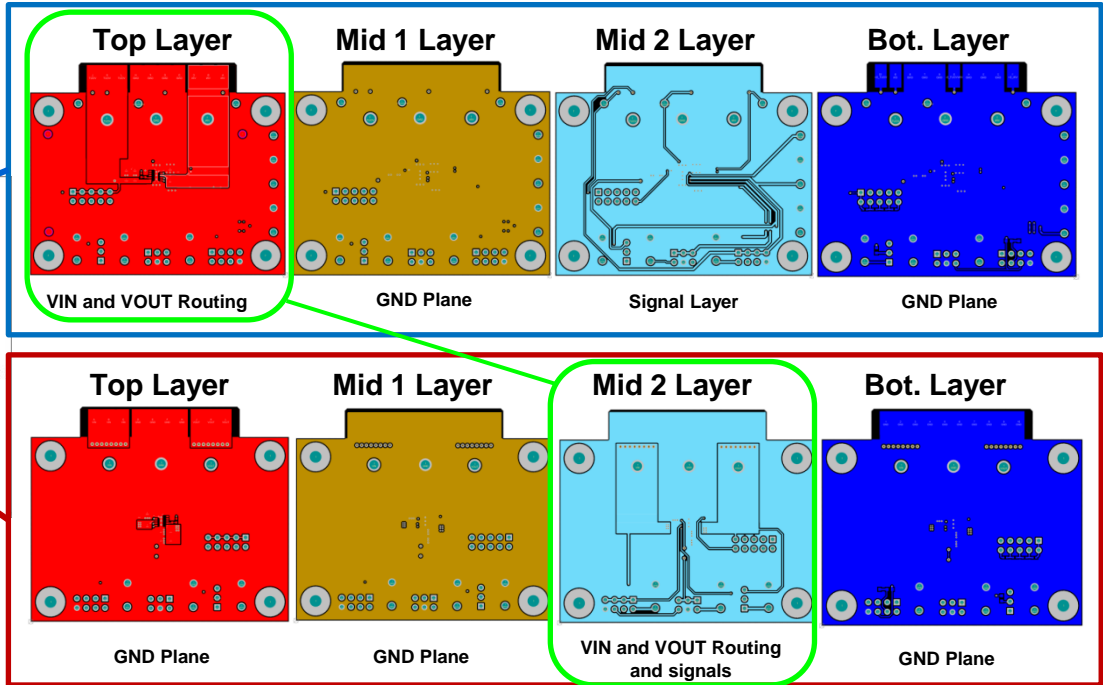 Top Layer
Mid 1 Layer
Mid 2 Layer
Bot. Layer
VIN and VOUT Routing
GND Plane
Signal Layer
GND Plane
Top Layer
Mid 1 Layer
Mid 2 Layer
Bot. Layer
GND Plane
GND Plane
VIN and VOUT Routing
and signals
GND Plane